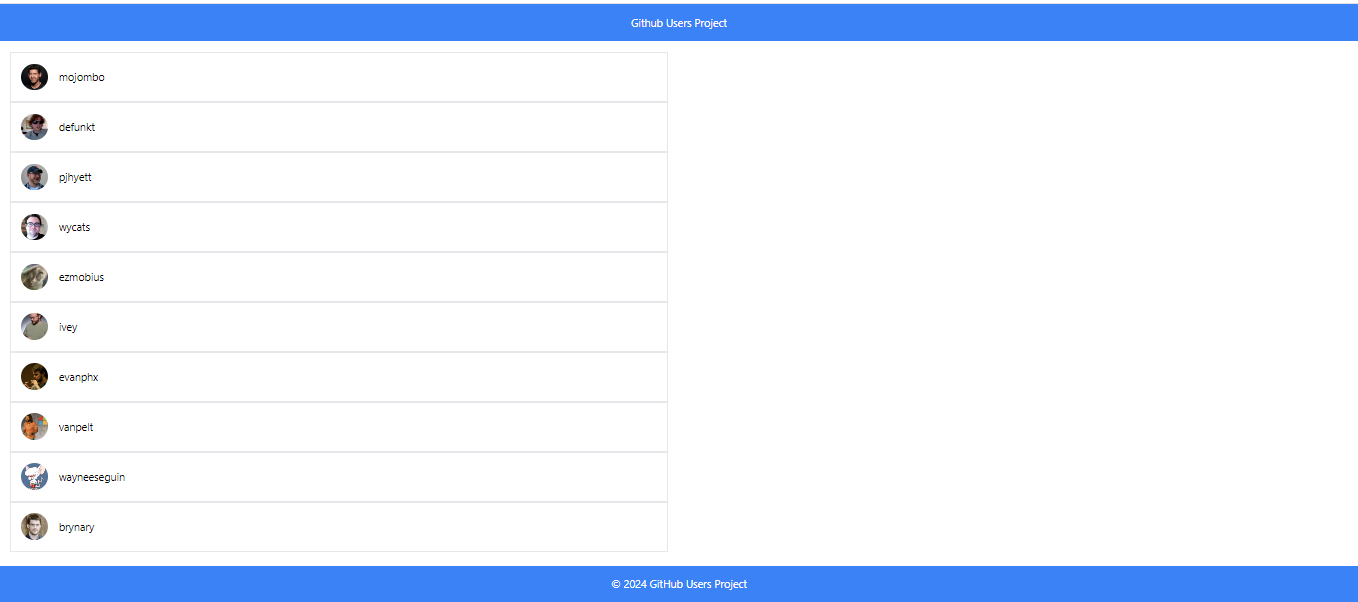 Github Users Project
mojombo
defunkt
pjhyett
wycats
ezmobius
ivey
evanphx
vanpelt
wayneeseguin
brynary
© 2024 GitHub Users Project